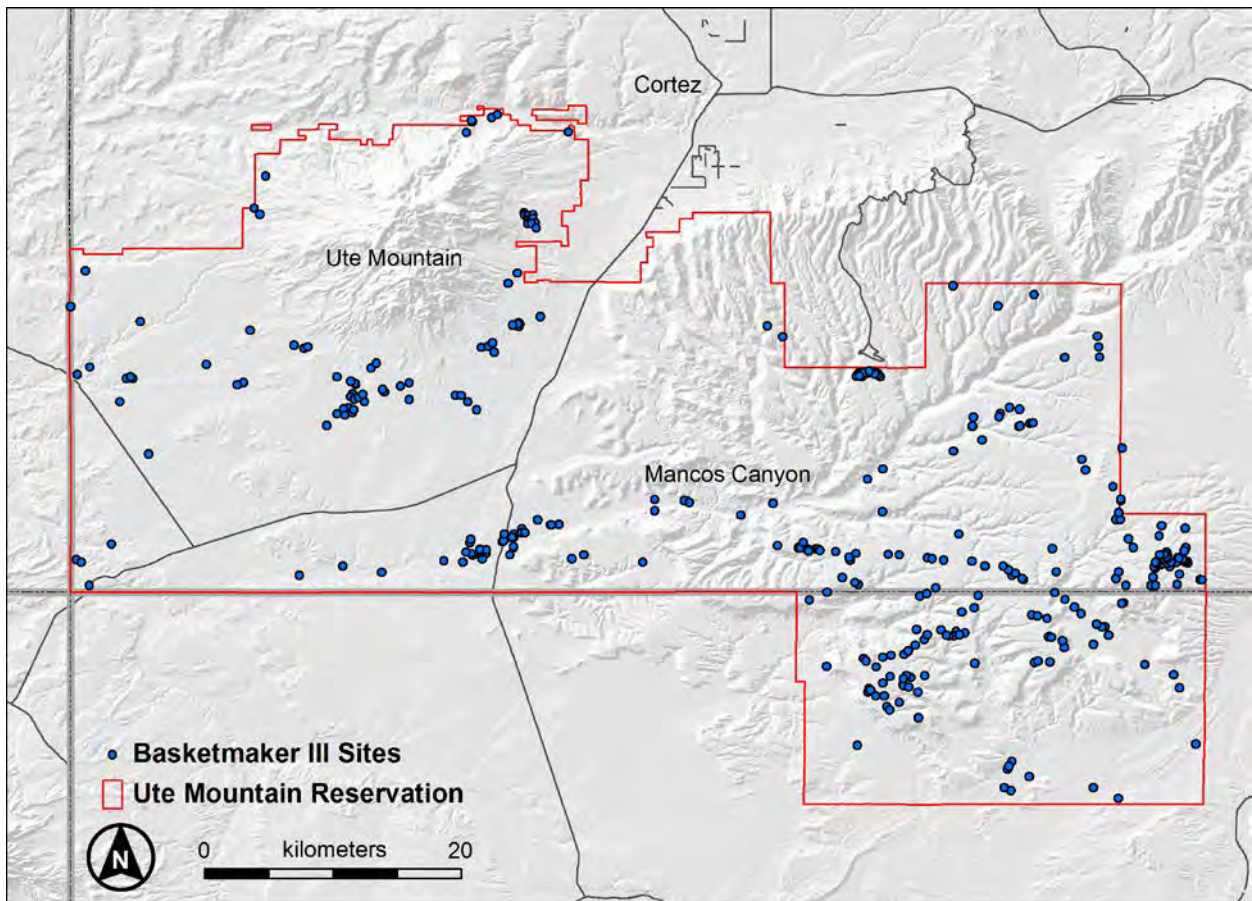 Cortez
Ute Mountain
Mancos Canyon
Basketmaker III Sites
Ute Mountain Reservation
N
0 kilometers 20